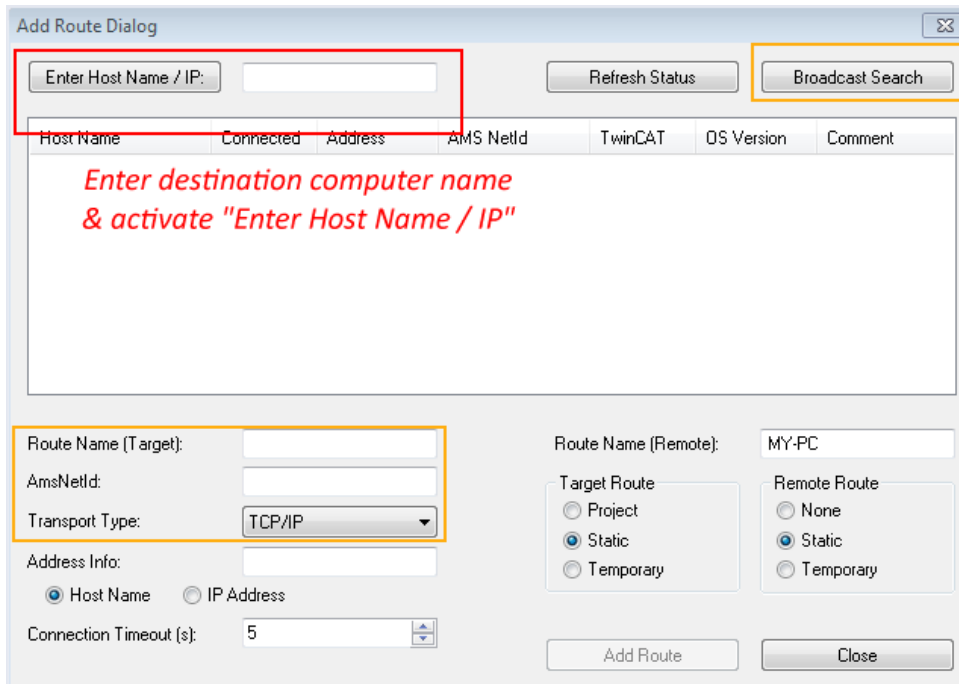 Add Route Dialog
Enter Host Name / IP:
Refresh Status
Broadcast Search
Host Name Connected Address AMS NetId TwinCAT OS Version Comment
Enter destination computer name
& activate "Enter Host Name / IP"
Route Name (Target):
AmsNetId:
Transport Type: TCP/IP
Address Info:
Host Name IP Address
Connection Timeout (s): 5
Route Name (Remote): MY-PC
Target Route
Project
Static
Temporary
Remote Route
None
Static
Temporary
Add Route
Close